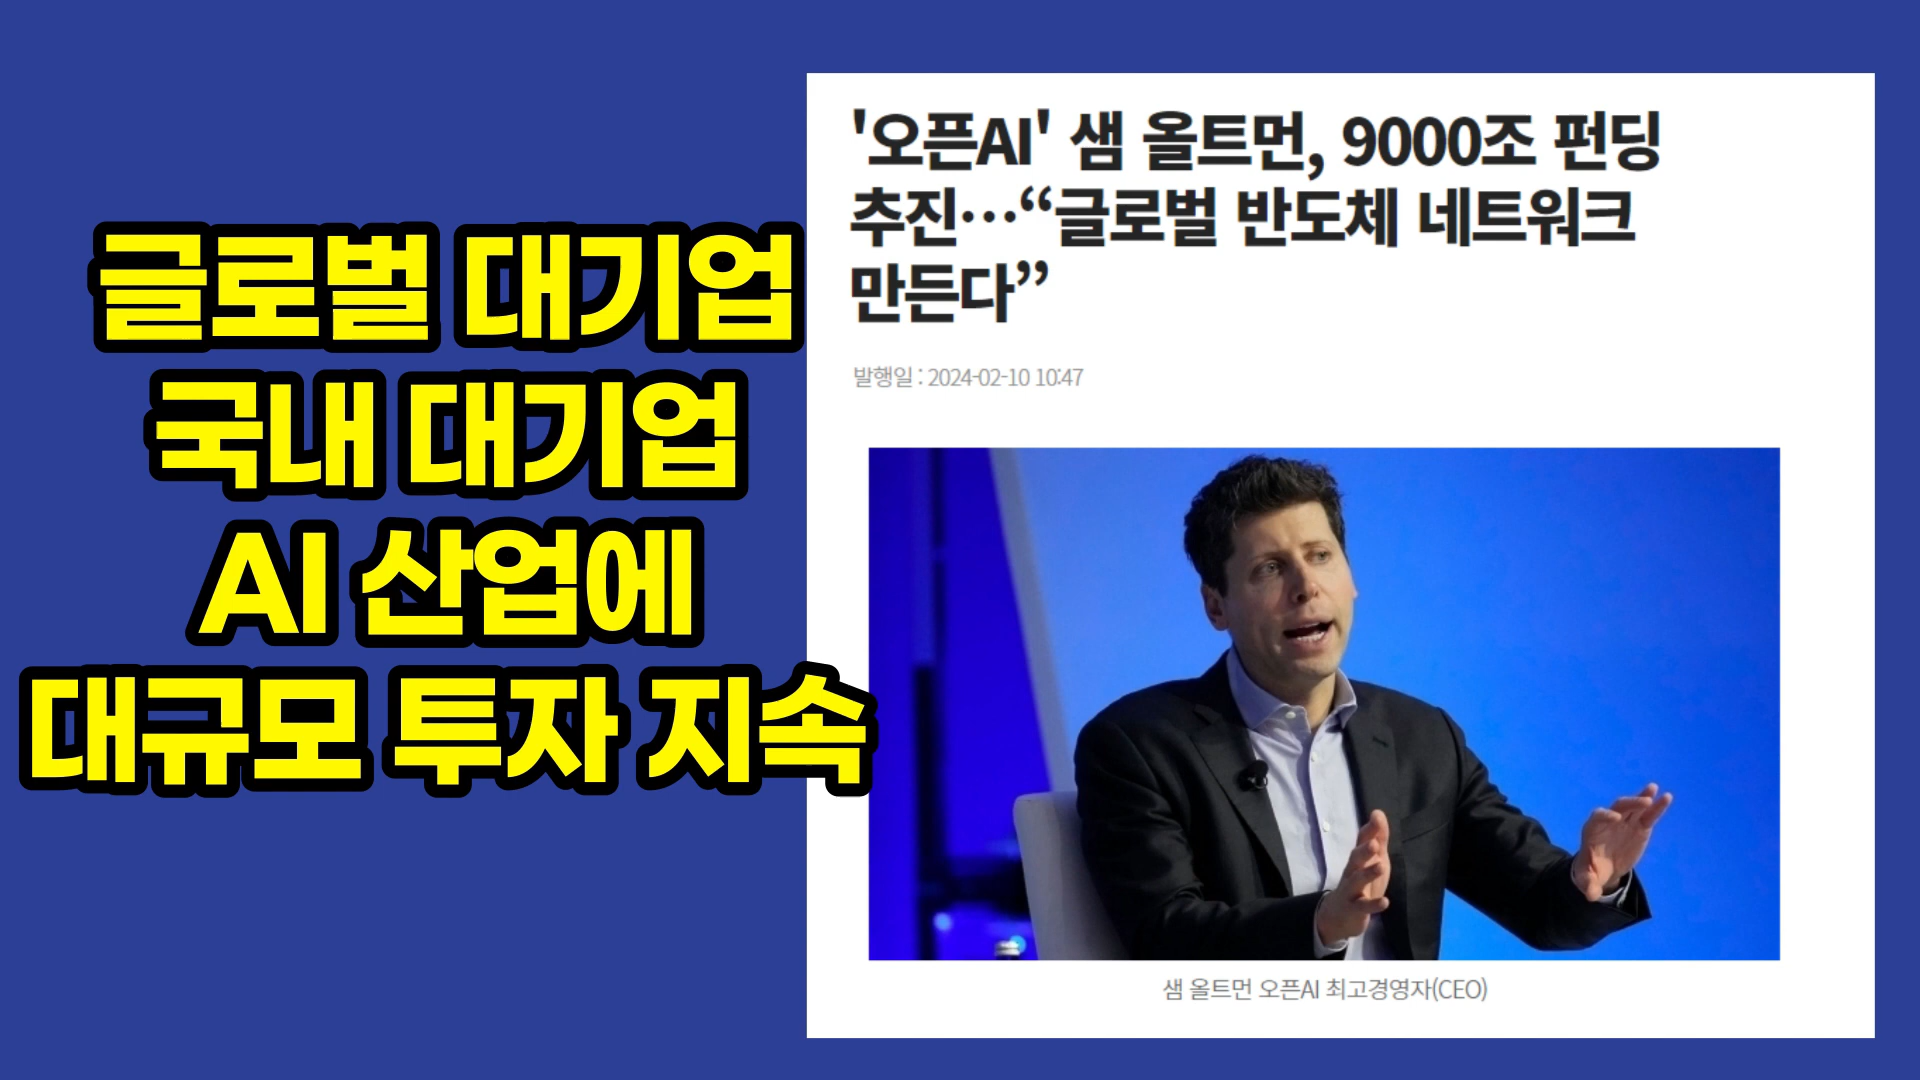 글로벌 대기업
국내 대기업
AI 산업에
대규모 투자 지속
'오픈AI' 샘 올트먼, 9000조 펀딩
추진…“글로벌 반도체 네트워크
만든다”
발행일 : 2024-02-10 10:47
샘 올트먼 오픈AI 최고경영자(CEO)